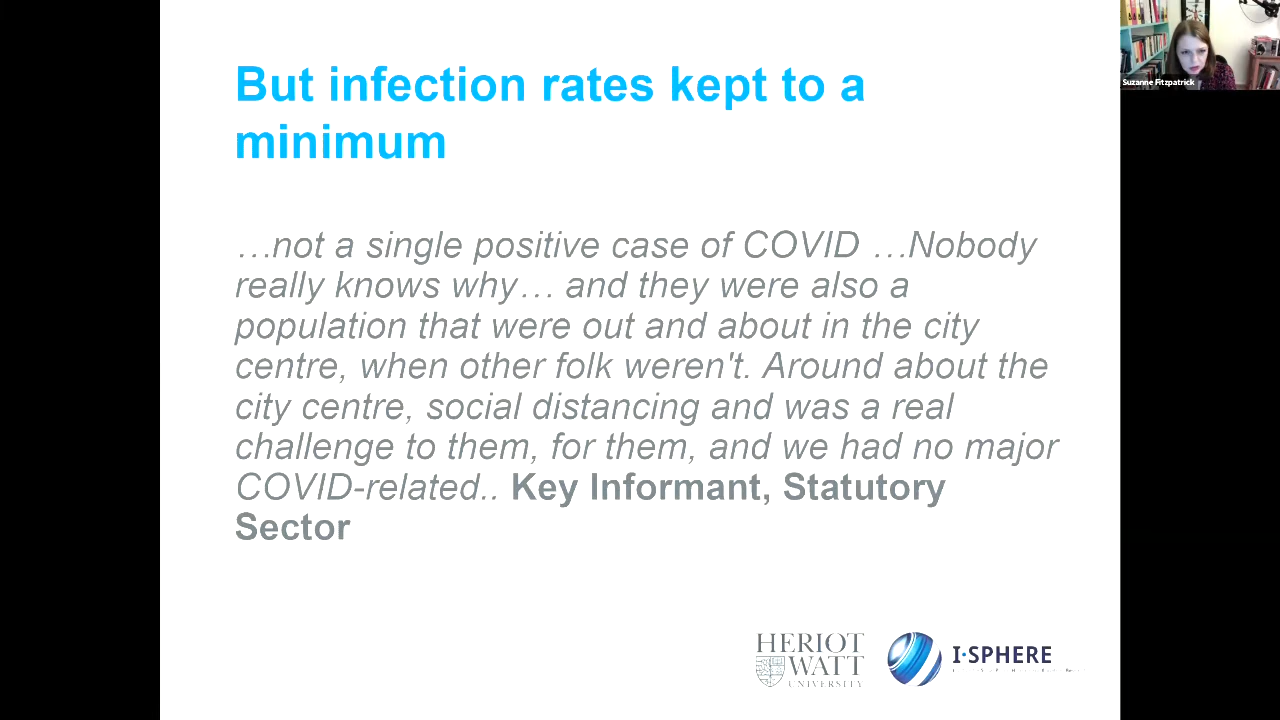 But infection rates kept to a
minimum
…not a single positive case of COVID …Nobody
really knows why… and they were also a
population that were out and about in the city
centre, when other folk weren't. Around about the
city centre, social distancing and was a real
challenge to them, for them, and we had no major
COVID-related.. Key Informant, Statutory
Sector
Suzanne Fitzpatrick
HERIOT
WATT
UNIVERSITY
I·SPHERE